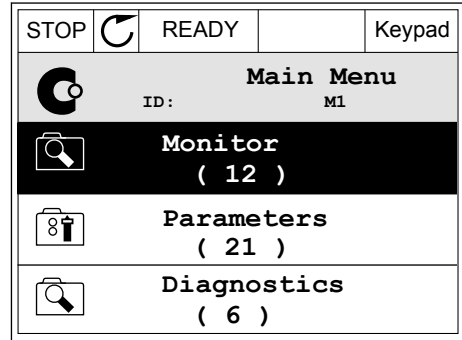 STOP READY Keypad
Main Menu
ID: M1
Monitor
( 12 )
Parameters
( 21 )
Diagnostics
( 6 )